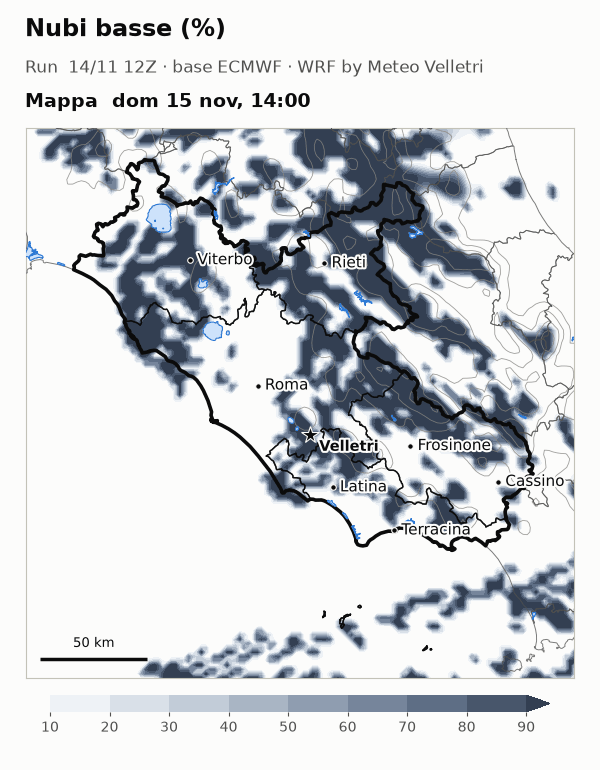 Nubi basse (%)
Run 14/11 12Z · base ECMWF · WRF by Meteo Velletri
Mappa dom 15 nov, 14:00
Viterbo
Rieti
Roma
Velletri
Frosinone
Latina
Cassino
Terracina
50 km
10 20 30 40 50 60 70 80 90